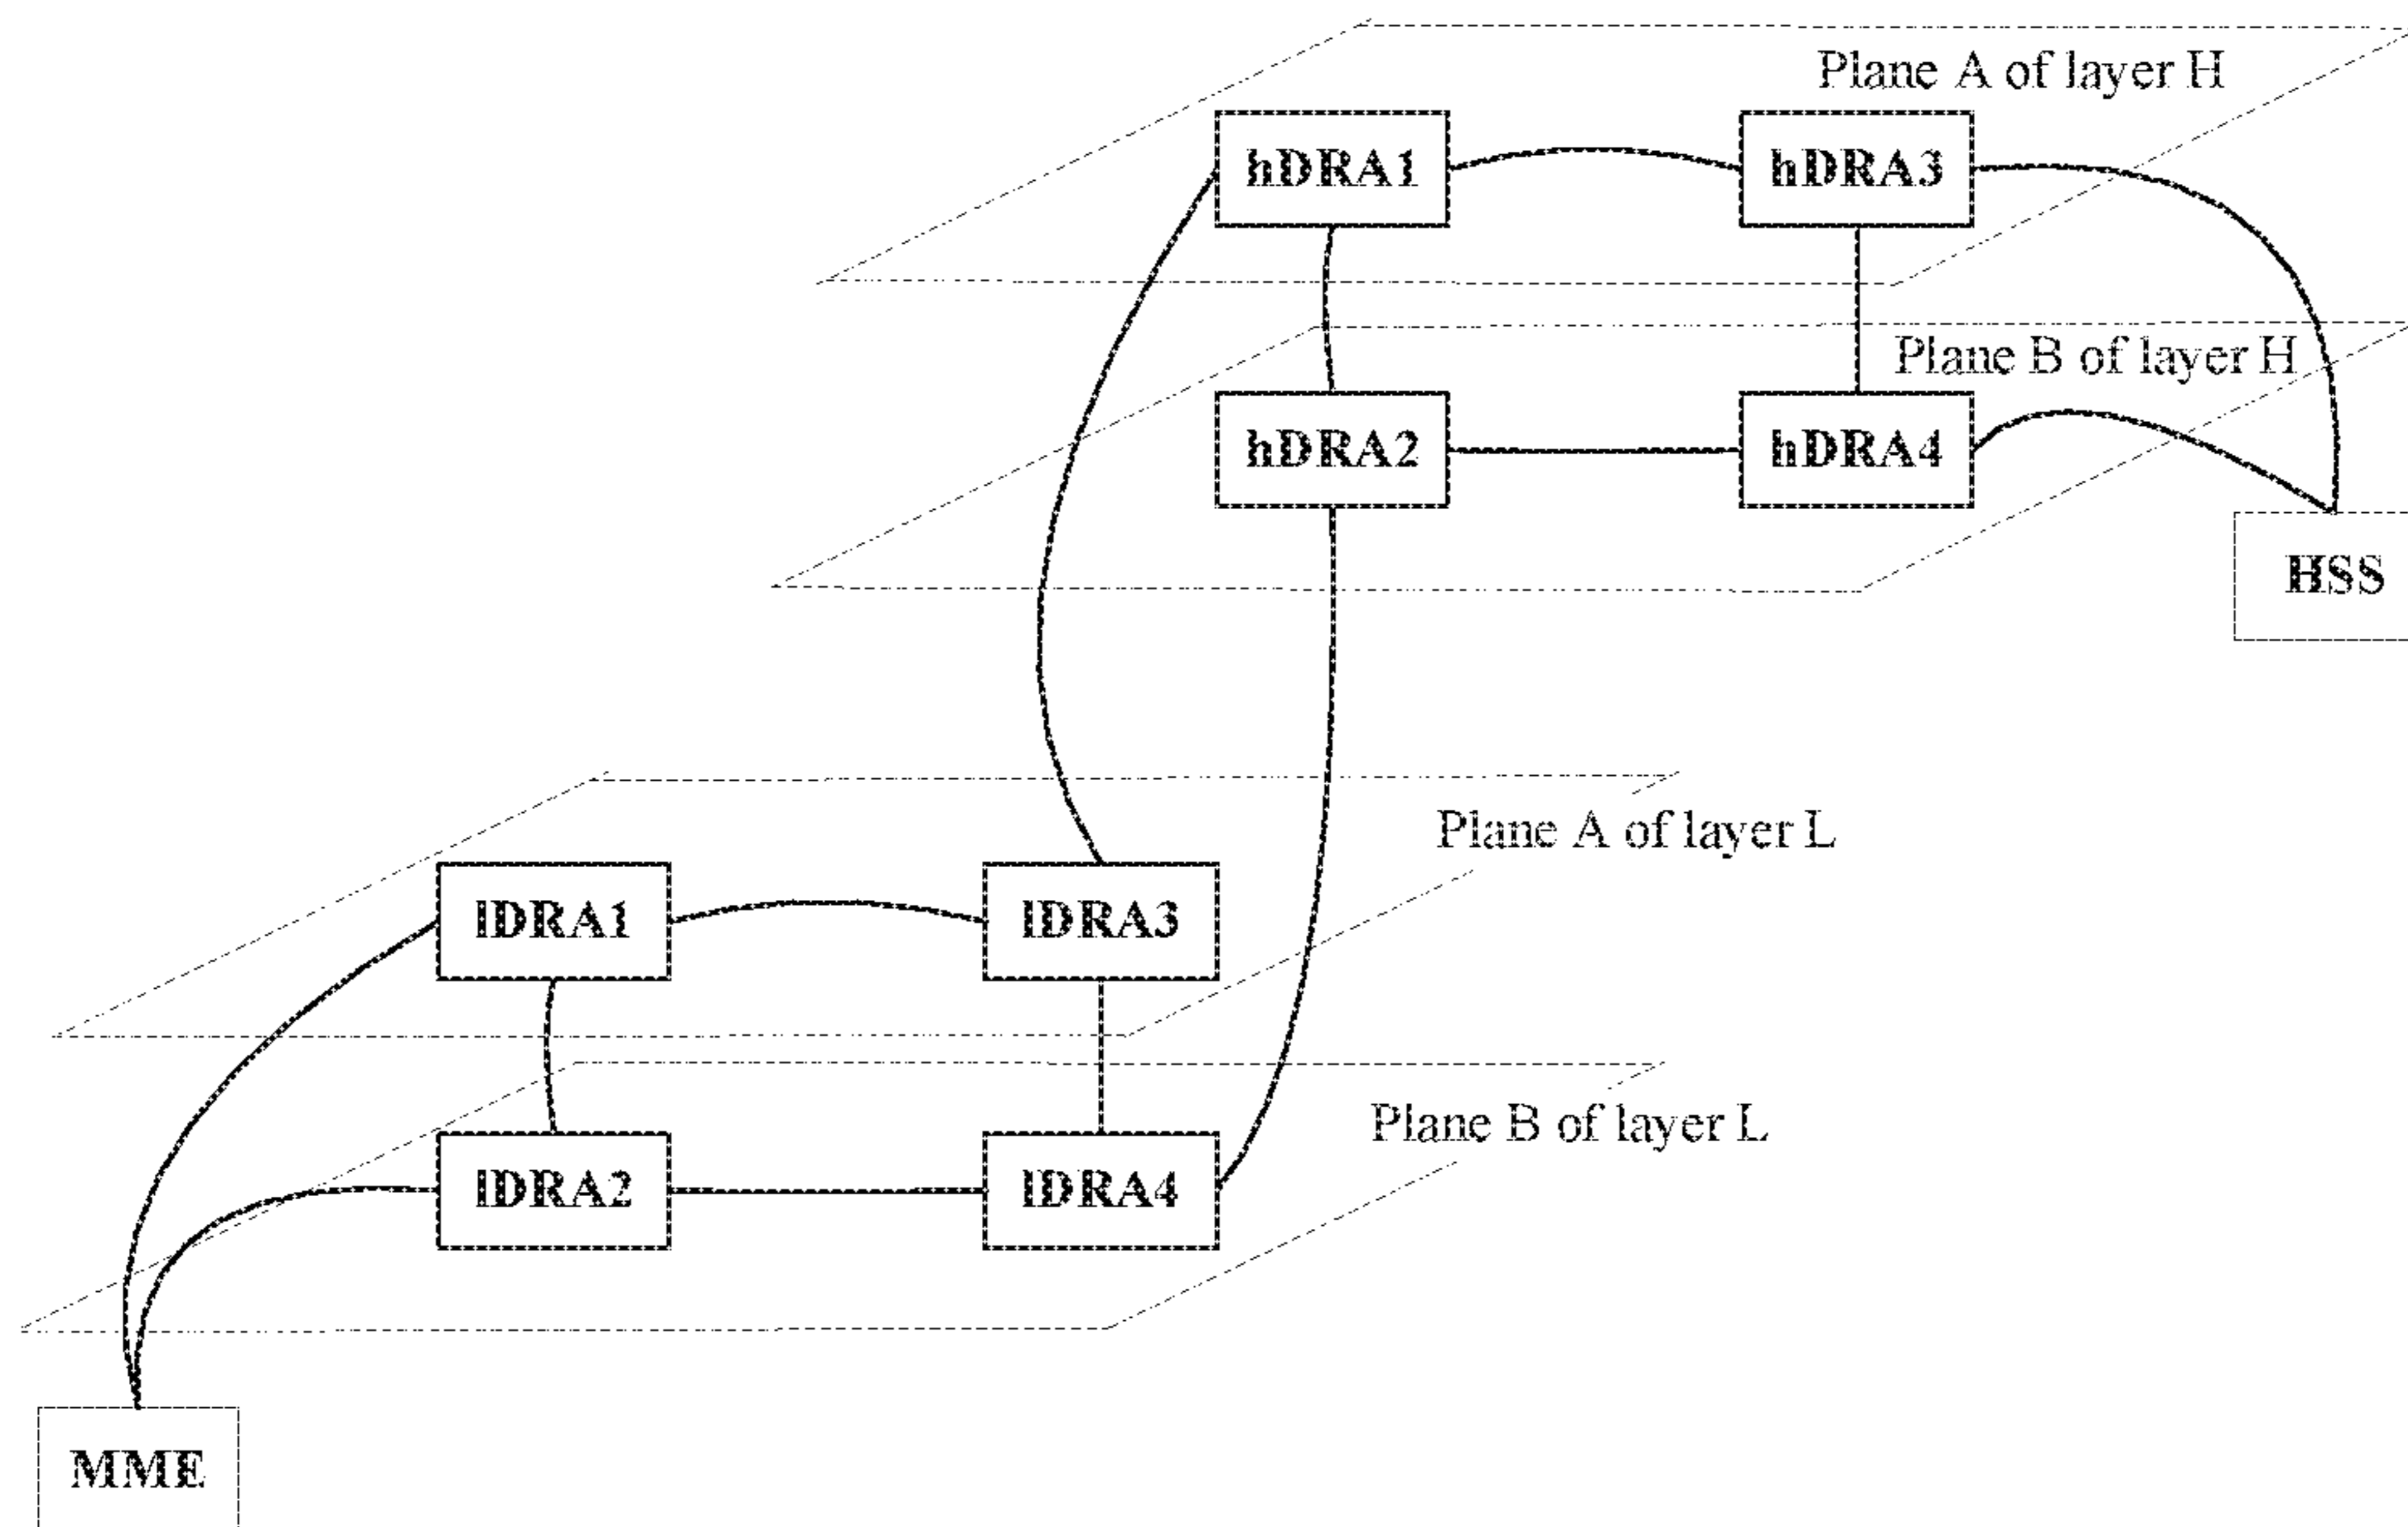 Plane A of layer H
hDRA1
hDRA3
Plane B of layer H
hDRA2
hDRA4
HSS
Plane A of layer L
lDRA1
lDRA3
Plane B of layer L
lDRA2
lDRA4
MME